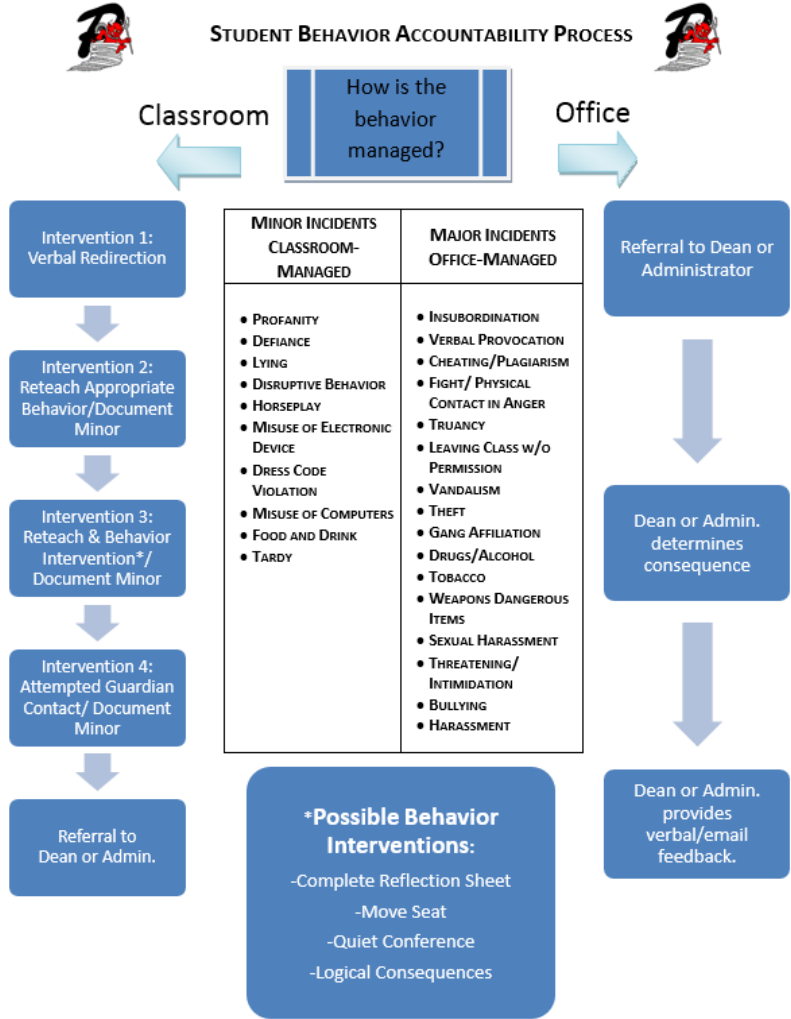 STUDENT BEHAVIOR ACCOUNTABILITY PROCESS
How is the
behavior
managed?
Classroom
Office
Intervention 1:
Verbal Redirection
Intervention 2:
Reteach Appropriate
Behavior/Document
Minor
Intervention 3:
Reteach & Behavior
Intervention*/
Document Minor
Intervention 4:
Attempted Guardian
Contact/ Document
Minor
Referral to
Dean or Admin.
MINOR INCIDENTS
CLASSROOM-
MANAGED
• PROFANITY
• DEFIANCE
• LYING
• DISRUPTIVE BEHAVIOR
• HORSEPLAY
• MISUSE OF ELECTRONIC
DEVICE
• DRESS CODE
VIOLATION
• MISUSE OF COMPUTERS
• FOOD AND DRINK
• TARDY
MAJOR INCIDENTS
OFFICE-MANAGED
• INSUBORDINATION
• VERBAL PROVOCATION
• CHEATING/PLAGIARISM
• FIGHT/ PHYSICAL
CONTACT IN ANGER
• TRUANCY
• LEAVING CLASS W/O
PERMISSION
• VANDALISM
• THEFT
• GANG AFFILIATION
• DRUGS/ALCOHOL
• TOBACCO
• WEAPONS DANGEROUS
ITEMS
• SEXUAL HARASSMENT
• THREATENING/
INTIMIDATION
• BULLYING
• HARASSMENT
*Possible Behavior
Interventions:
-Complete Reflection Sheet
-Move Seat
-Quiet Conference
-Logical Consequences
Referral to Dean or
Administrator
Dean or Admin.
determines
consequence
Dean or Admin.
provides
verbal/email
feedback.